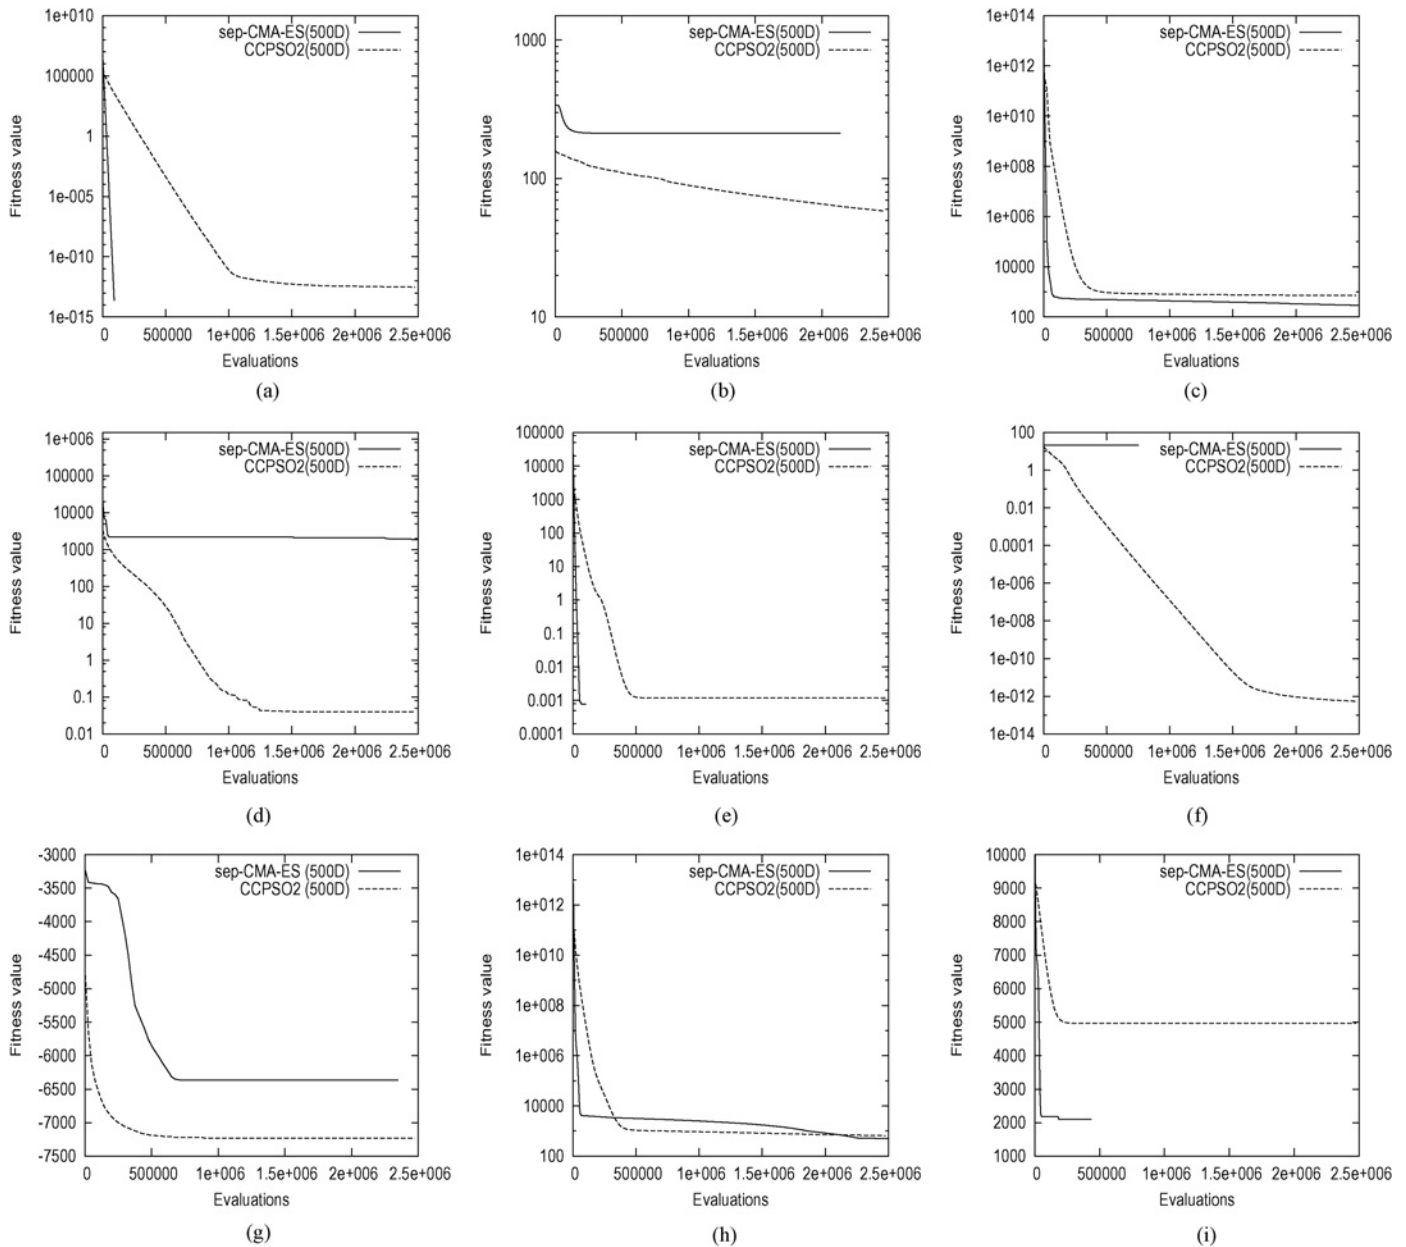 1e+010
100000
1
1e-005
1e-010
1e-015
Fitness value
sep-CMA-ES(500D)
CCPSO2(500D)
0 500000 1e+006 1.5e+006 2e+006 2.5e+006
Evaluations
(a)
1000
100
10
Fitness value
sep-CMA-ES(500D)
CCPSO2(500D)
0 500000 1e+006 1.5e+006 2e+006 2.5e+006
Evaluations
(b)
1e+014
1e+012
1e+010
1e+008
1e+006
10000
100
Fitness value
sep-CMA-ES(500D)
CCPSO2(500D)
0 500000 1e+006 1.5e+006 2e+006 2.5e+006
Evaluations
(c)
1e+006
100000
10000
1000
100
10
1
0.1
0.01
Fitness value
sep-CMA-ES(500D)
CCPSO2(500D)
0 500000 1e+006 1.5e+006 2e+006 2.5e+006
Evaluations
(d)
100000
10000
1000
100
10
1
0.1
0.01
0.001
0.0001
Fitness value
sep-CMA-ES(500D)
CCPSO2(500D)
0 500000 1e+006 1.5e+006 2e+006 2.5e+006
Evaluations
(e)
100
1
0.01
0.0001
1e-006
1e-008
1e-010
1e-012
1e-014
Fitness value
sep-CMA-ES(500D)
CCPSO2(500D)
0 500000 1e+006 1.5e+006 2e+006 2.5e+006
Evaluations
(f)
-3000
-3500
-4000
-4500
-5000
-5500
-6000
-6500
-7000
-7500
Fitness value
sep-CMA-ES (500D)
CCPSO2 (500D)
0 500000 1e+006 1.5e+006 2e+006 2.5e+006
Evaluations
(g)
1e+014
1e+012
1e+010
1e+008
1e+006
10000
100
Fitness value
sep-CMA-ES(500D)
CCPSO2(500D)
0 500000 1e+006 1.5e+006 2e+006 2.5e+006
Evaluations
(h)
10000
9000
8000
7000
6000
5000
4000
3000
2000
1000
Fitness value
sep-CMA-ES(500D)
CCPSO2(500D)
0 500000 1e+006 1.5e+006 2e+006 2.5e+006
Evaluations
(i)